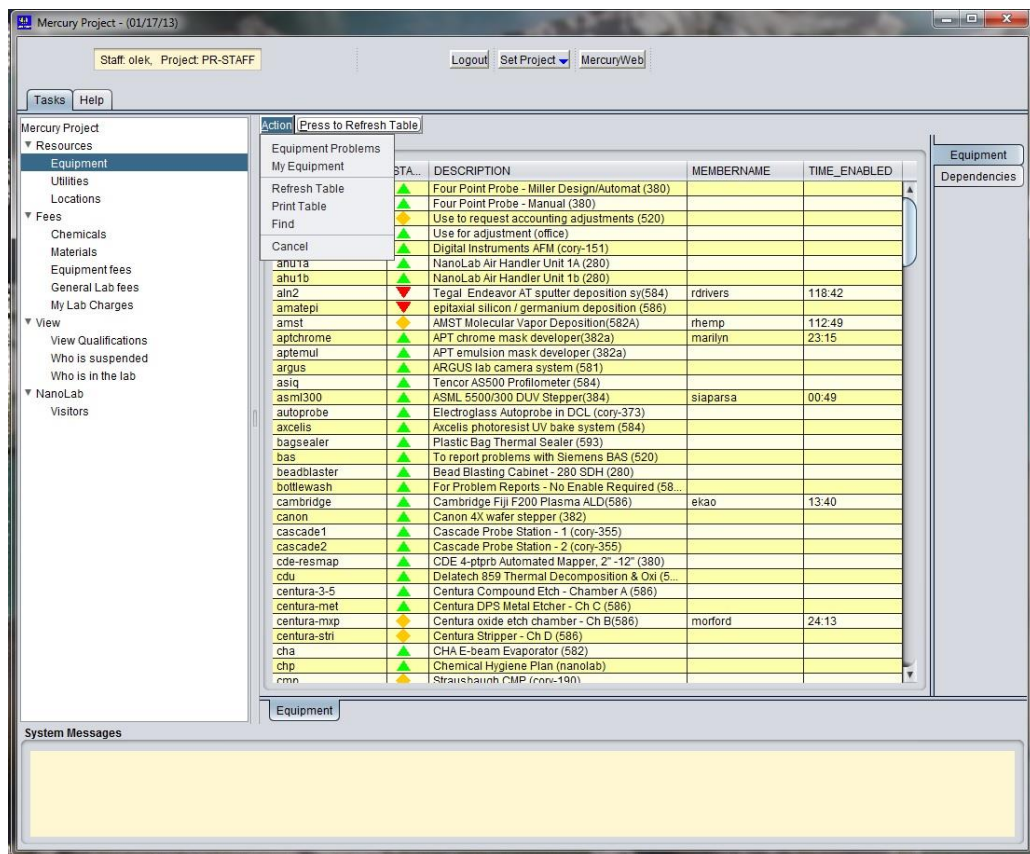 Mercury Project - (01/17/13)
Staff: olek, Project: PR-STAFF
Logout Set Project MercuryWeb
Tasks Help
Mercury Project
Resources
Equipment
Utilities
Locations
Fees
Chemicals
Materials
Equipment fees
General Lab fees
My Lab Charges
View
View Qualifications
Who is suspended
Who is in the lab
NanoLab
Visitors
Action Press to Refresh Table
Equipment Problems
My Equipment
Refresh Table
Print Table
Find
Cancel
STA... DESCRIPTION MEMBERNAME TIME_ENABLED
Four Point Probe - Miller Design/Automat (380)
Four Point Probe - Manual (380)
Use to request accounting adjustments (520)
Use for adjustment (office)
Digital Instruments AFM (cory-151)
ahu1a NanoLab Air Handler Unit 1A (280)
ahu1b NanoLab Air Handler Unit 1b (280)
aln2 Tegal Endeavor AT sputter deposition sy(584) rdrivers 118:42
amatepi epitaxial silicon / germanium deposition (586)
amst AMST Molecular Vapor Deposition(582A) rhemp 112:49
aptchrome APT chrome mask developer(382a) marilyn 23:15
aptemul APT emulsion mask developer (382a)
argus ARGUS lab camera system (581)
asiq Tencor AS500 Profilometer (584)
asml300 ASML 5500/300 DUV Stepper(384) siaparsa 00:49
autoprobe Electroglass Autoprobe in DCL (cory-373)
axcelis Axcelis photoresist UV bake system (584)
bagsealer Plastic Bag Thermal Sealer (593)
bas To report problems with Siemens BAS (520)
beadblaster Bead Blasting Cabinet - 280 SDH (280)
bottlewash For Problem Reports - No Enable Required (58...
cambridge Cambridge Fiji F200 Plasma ALD(586) ekao 13:40
canon Canon 4X wafer stepper (382)
cascade1 Cascade Probe Station - 1 (cory-355)
cascade2 Cascade Probe Station - 2 (cory-355)
cde-resmap CDE 4-ptprb Automated Mapper, 2" -12" (380)
cdu Delatech 859 Thermal Decomposition & Oxi (5...
centura-3-5 Centura Compound Etch - Chamber A (586)
centura-met Centura DPS Metal Etcher - Ch C (586)
centura-mxp Centura oxide etch chamber - Ch B(586) morford 24:13
centura-stri Centura Stripper - Ch D (586)
cha CHA E-beam Evaporator (582)
chp Chemical Hygiene Plan (nanolab)
cmp Strausbaugh CMP (cory-190)
Equipment
Equipment
Dependencies
System Messages